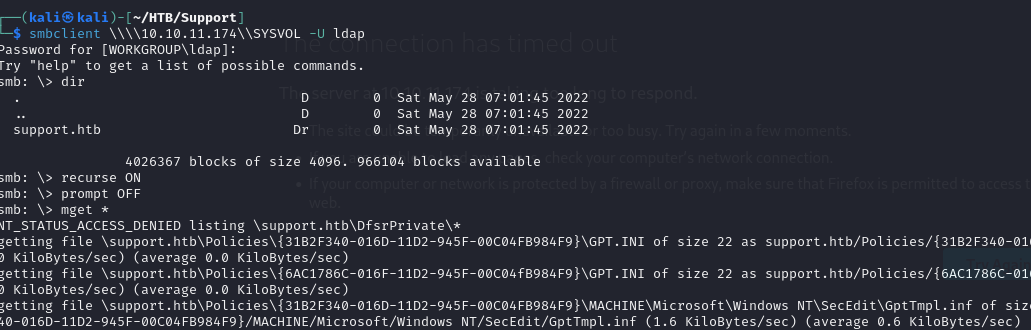 ┌──(kali㉿kali)-[~/HTB/Support]
└─$ smbclient \\\\10.10.11.174\\SYSVOL -U ldap
The connection has timed out
Password for [WORKGROUP\ldap]:
Try "help" to get a list of possible commands.
smb: \> dir
. D 0 Sat May 28 07:01:45 2022
The server at to respond.
.. D 0 Sat May 28 07:01:45 2022
support.htb Dr 0 Sat May 28 07:01:45 2022
The site or too busy. Try again in a few moments.
4026367 blocks of size 4096. 966104 blocks available
check your computer's network connection.
smb: \> recurse ON
smb: \> prompt OFF
If your computer or network is protected by a firewall or proxy, make sure that Firefox is permitted to access
web.
smb: \> mget *
NT_STATUS_ACCESS_DENIED listing \support.htb\DfsrPrivate\*
getting file \support.htb\Policies\{31B2F340-016D-11D2-945F-00C04FB984F9}\GPT.INI of size 22 as support.htb/Policies/{31B2F340-016
0 KiloBytes/sec) (average 0.0 KiloBytes/sec)
getting file \support.htb\Policies\{6AC1786C-016F-11D2-945F-00C04fB984F9}\GPT.INI of size 22 as support.htb/Policies/{6AC1786C-01
0 KiloBytes/sec) (average 0.0 KiloBytes/sec)
getting file \support.htb\Policies\{31B2F340-016D-11D2-945F-00C04FB984F9}\MACHINE\Microsoft\Windows NT\SecEdit\GptTmpl.inf of size
40-016D-11D2-945F-00C04FB984F9}/MACHINE/Microsoft/Windows NT/SecEdit/GptTmpl.inf (1.6 KiloBytes/sec) (average 0.6 KiloBytes/sec)